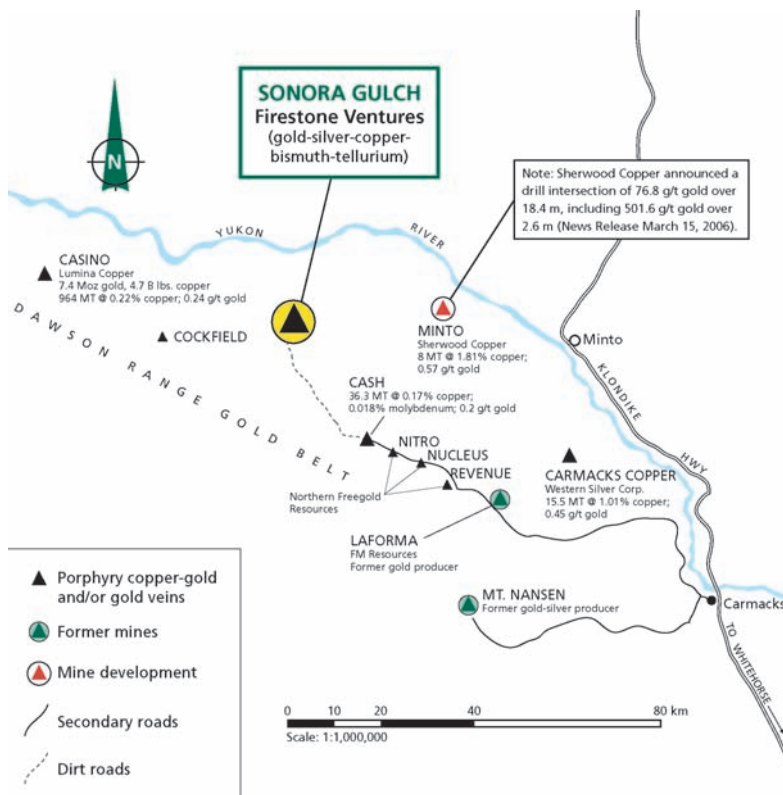 SONORA GULCH
Firestone Ventures
(gold-silver-copper-
bismuth-tellurium)
N
Note: Sherwood Copper announced a
drill intersection of 76.8 g/t gold over
18.4 m, including 501.6 g/t gold over
2.6 m (News Release March 15, 2006).
YUKON
RIVER
CASINO
Lumina Copper
7.4 Moz gold, 4.7 B lbs. copper
964 MT @ 0.22% copper; 0.24 g/t gold
COCKFIELD
DAWSON RANGE GOLD BELT
MINTO
Sherwood Copper
8 MT @ 1.81% copper;
0.57 g/t gold
Minto
KLONDIKE
HWY
CASH
36.3 MT @ 0.17% copper;
0.018% molybdenum; 0.2 g/t gold
NITRO
NUCLEUS
REVENUE
Northern Freegold
Resources
CARMACKS COPPER
Western Silver Corp.
15.5 MT @ 1.01% copper;
0.45 g/t gold
LAFORMA
FM Resources
Former gold producer
MT. NANSEN
Former gold-silver producer
Carmacks
TO WHITEHORSE
Porphyry copper-gold
and/or gold veins
Former mines
Mine development
Secondary roads
Dirt roads
0 10 20 40 80 km
Scale: 1:1,000,000